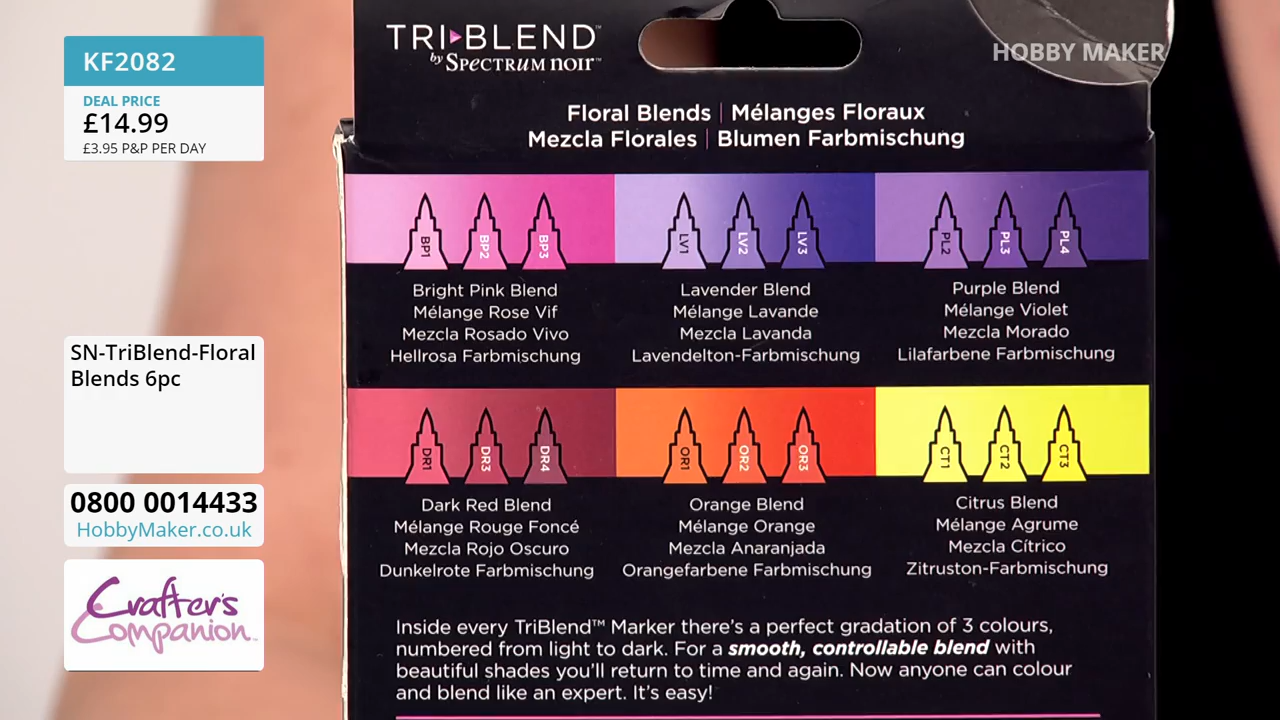 KF2082
DEAL PRICE
£14.99
£3.95 P&P PER DAY
SN-TriBlend-Floral
Blends 6pc
0800 0014433
HobbyMaker.co.uk
Crafter's
Companion™
HOBBY MAKER
TRIBLEND™
by SPECTRUM NOIR™
Floral Blends | Mélanges Floraux
Mezcla Florales | Blumen Farbmischung
BP1 BP2 BP3 LV1 LV2 LV3 PL2 PL3 PL4
Bright Pink Blend
Mélange Rose Vif
Mezcla Rosado Vivo
Hellrosa Farbmischung
Lavender Blend
Mélange Lavande
Mezcla Lavanda
Lavendelton-Farbmischung
Purple Blend
Mélange Violet
Mezcla Morado
Lilafarbene Farbmischung
DR1 DR3 DR4 OR1 OR2 OR3 CT1 CT2 CT3
Dark Red Blend
Mélange Rouge Foncé
Mezcla Rojo Oscuro
Dunkelrote Farbmischung
Orange Blend
Mélange Orange
Mezcla Anaranjada
Orangefarbene Farbmischung
Citrus Blend
Mélange Agrume
Mezcla Cítrico
Zitruston-Farbmischung
Inside every TriBlend™ Marker there's a perfect gradation of 3 colours,
numbered from light to dark. For a smooth, controllable blend with
beautiful shades you'll return to time and again. Now anyone can colour
and blend like an expert. It's easy!